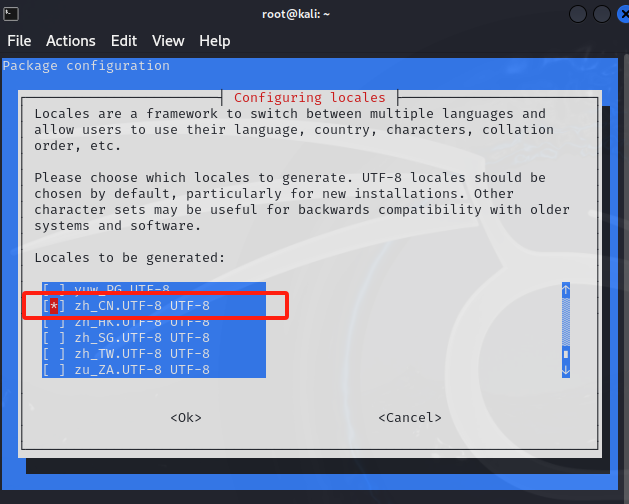 root@kali: ~
File Actions Edit View Help
Package configuration
Configuring locales
Locales are a framework to switch between multiple languages and
allow users to use their language, country, characters, collation
order, etc.
Please choose which locales to generate. UTF-8 locales should be
chosen by default, particularly for new installations. Other
character sets may be useful for backwards compatibility with older
systems and software.
Locales to be generated:
[ ] yuw_PG.UTF-8
[*] zh_CN.UTF-8 UTF-8
[ ] zh_HK.UTF-8 UTF-8
[ ] zh_SG.UTF-8 UTF-8
[ ] zh_TW.UTF-8 UTF-8
[ ] zu_ZA.UTF-8 UTF-8
<Ok> <Cancel>